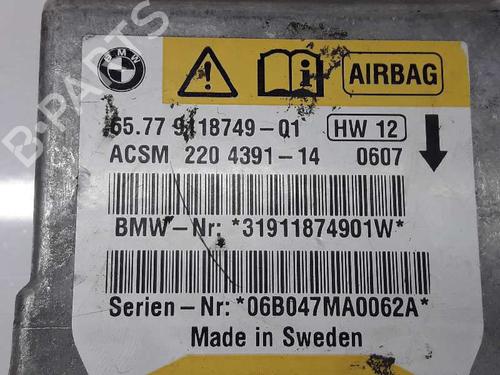 BMW AIRBAG
65.77 9118749-01 HW 12
ACSM 220 4391-14 0607
BMW-Nr: *31911874901W*
Serien-Nr: *06B047MA0062A*
Made in Sweden
B-PARTS